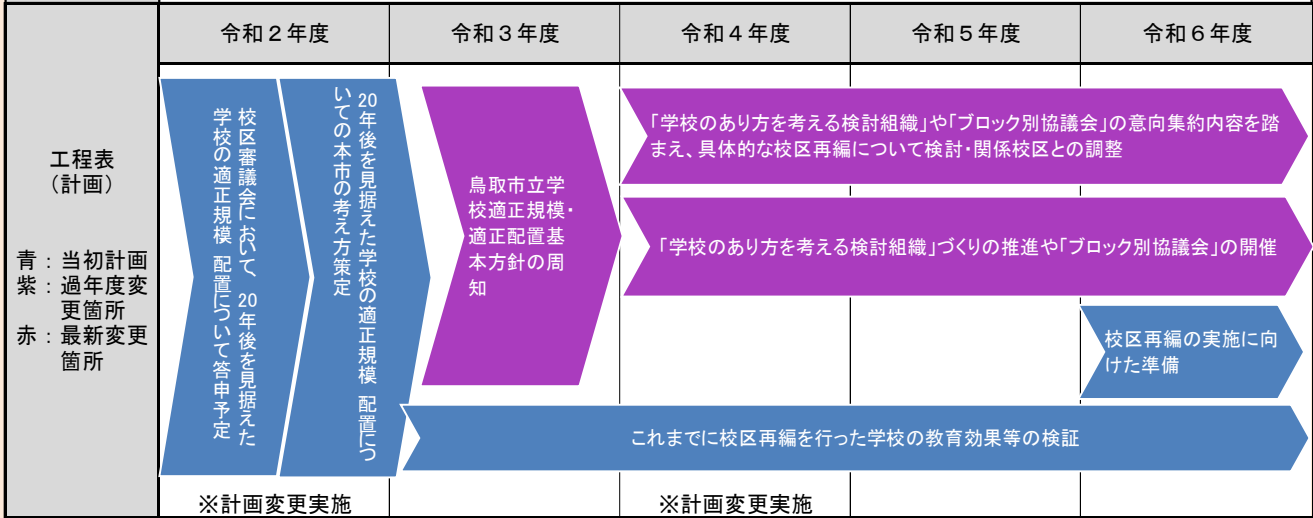 令和２年度
令和３年度
令和４年度
令和５年度
令和６年度
工程表
(計画)
青：当初計画
紫：過年度変
更箇所
赤：最新変更
箇所
校区審議会において、20年後を見据えた
学校の適正規模 配置について答申予定
20年後を見据えた学校の適正規模 配置につ
いての本市の考え方策定
鳥取市立学
校適正規模・
適正配置基
本方針の周
知
「学校のあり方を考える検討組織」や「ブロック別協議会」の意向集約内容を踏
まえ、具体的な校区再編について検討・関係校区との調整
「学校のあり方を考える検討組織」づくりの推進や「ブロック別協議会」の開催
校区再編の実施に向
けた準備
これまでに校区再編を行った学校の教育効果等の検証
※計画変更実施
※計画変更実施